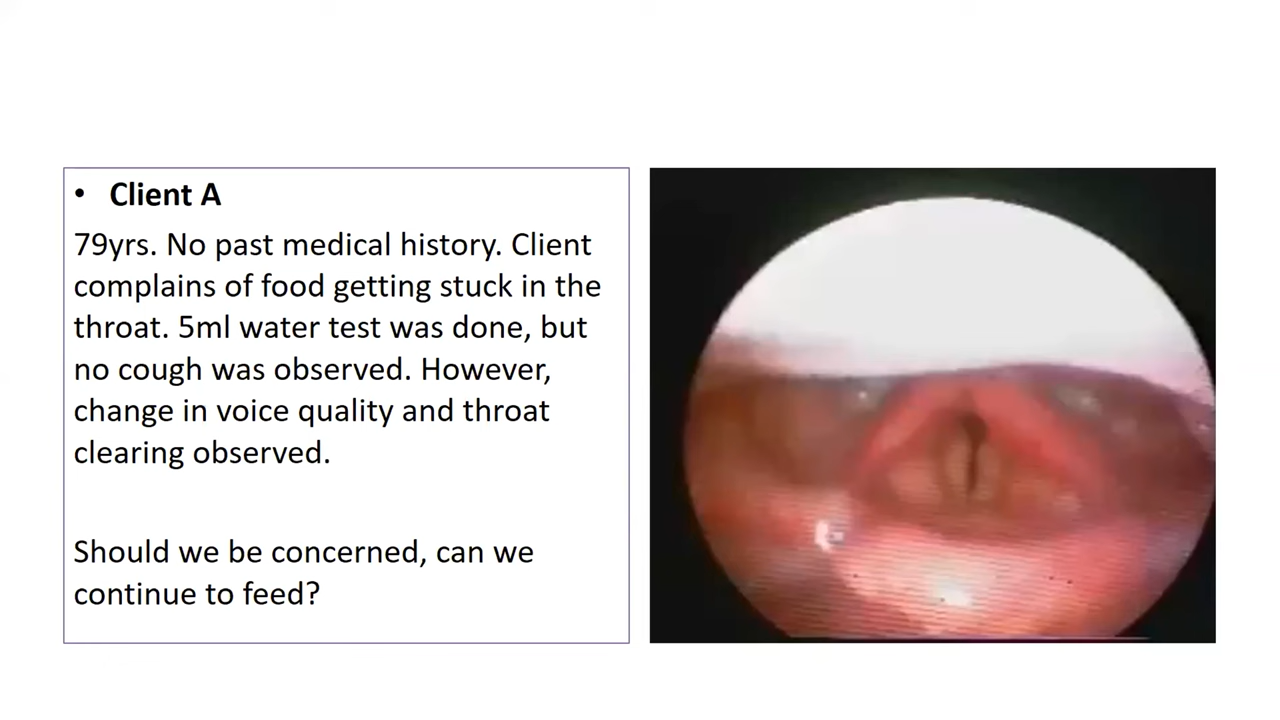 • Client A
79yrs. No past medical history. Client
complains of food getting stuck in the
throat. 5ml water test was done, but
no cough was observed. However,
change in voice quality and throat
clearing observed.
Should we be concerned, can we
continue to feed?